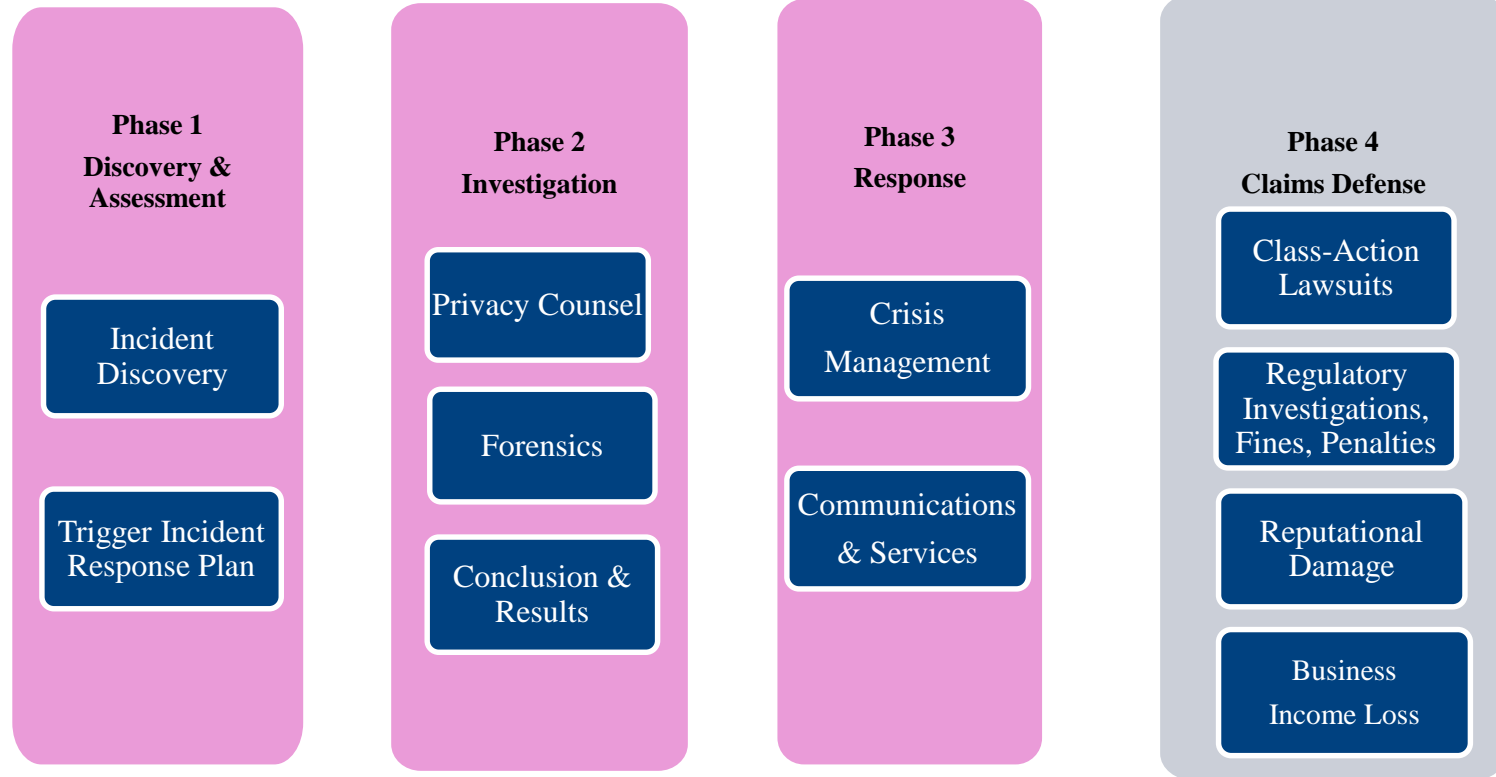 Phase 1
Discovery &
Assessment
Incident
Discovery
Trigger Incident
Response Plan
Phase 2
Investigation
Privacy Counsel
Forensics
Conclusion &
Results
Phase 3
Response
Crisis
Management
Communications
& Services
Phase 4
Claims Defense
Class-Action
Lawsuits
Regulatory
Investigations,
Fines, Penalties
Reputational
Damage
Business
Income Loss